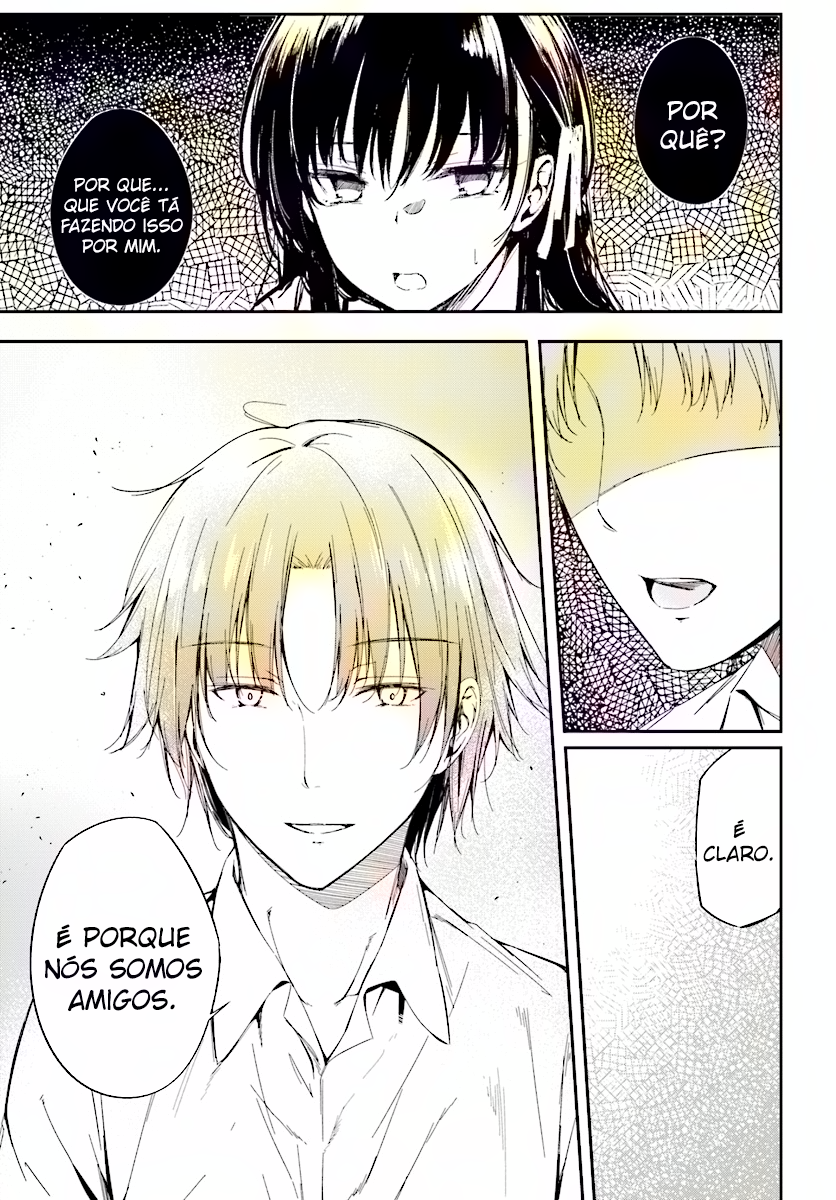 POR
QUÊ?
POR QUE...
QUE VOCÊ TÁ
FAZENDO ISSO
POR MIM.
É
CLARO.
É PORQUE
NÓS SOMOS
AMIGOS.